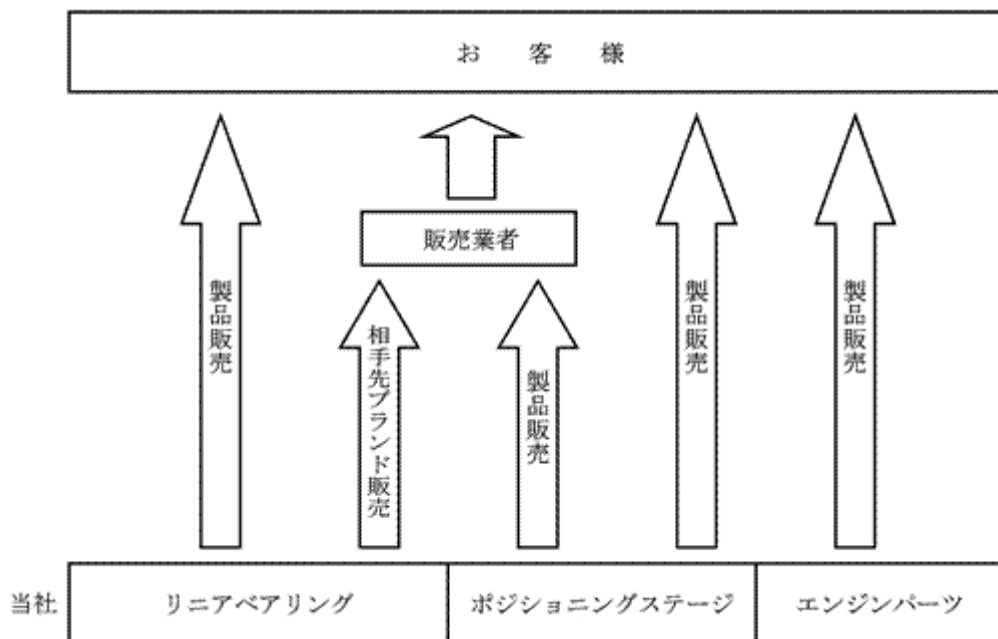 お客様
販売業者
製品販売
相手先ブランド販売
製品販売
製品販売
製品販売
当社
リニアベアリング
ポジショニングステージ
エンジンパーツ